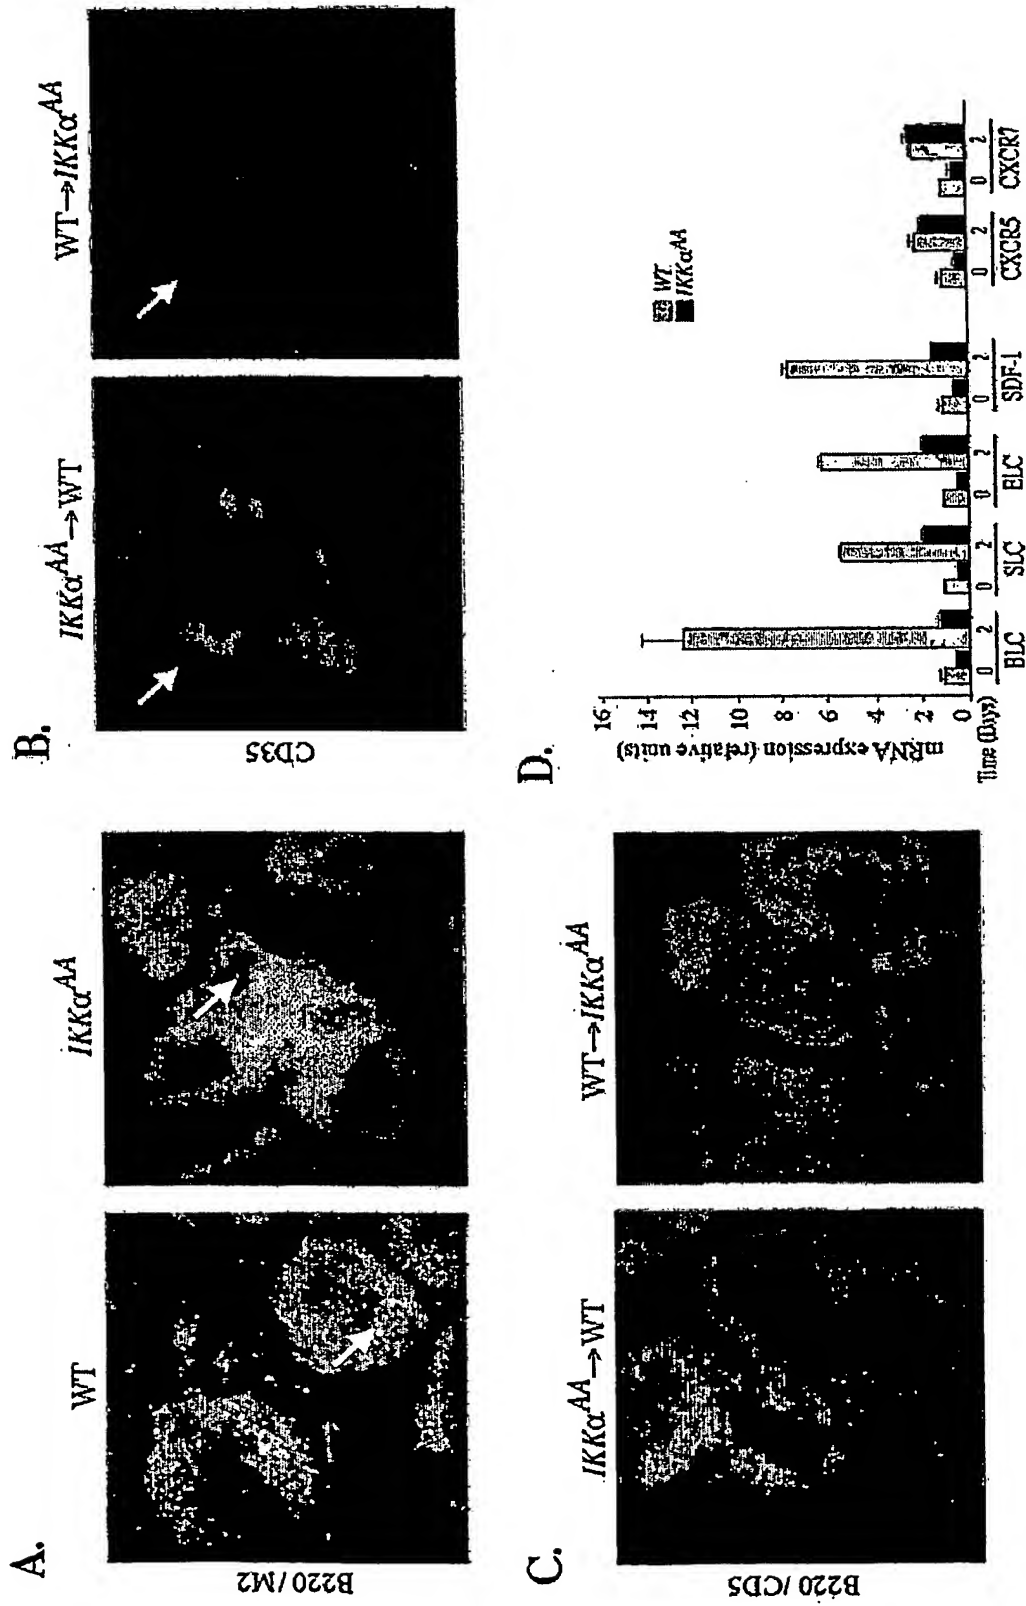 A.
WT
IKKα^AA
B220 / M2
B.
IKKα^AA→WT
WT→IKKα^AA
CD35
C.
IKKα^AA→WT
WT→IKKα^AA
B220 / CD5
D.
mRNA expression (relative units)
16
14
12
10
8
6
4
2
0
WT
IKKα^AA
Time (Days)
0 2 0 2 0 2 0 2 0 2 0 2
BLC SLC BLC SDF-1 CXCR5 CXCR7